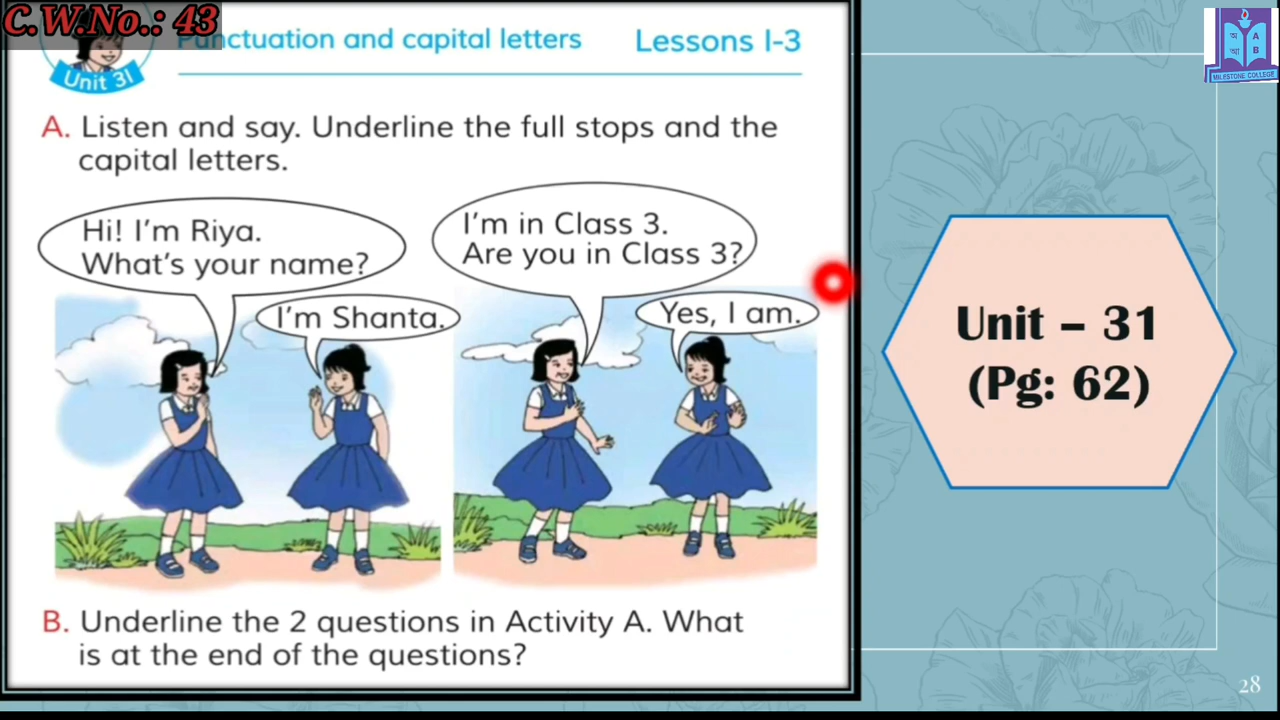 C.W.No.: 43
Punctuation and capital letters
Lessons 1-3
Unit 31
A. Listen and say. Underline the full stops and the
capital letters.
Hi! I'm Riya.
What's your name?
I'm Shanta.
I'm in Class 3.
Are you in Class 3?
Yes, I am.
B. Underline the 2 questions in Activity A. What
is at the end of the questions?
Unit – 31
(Pg: 62)
অ A
আ B
MILESTONE COLLEGE
28